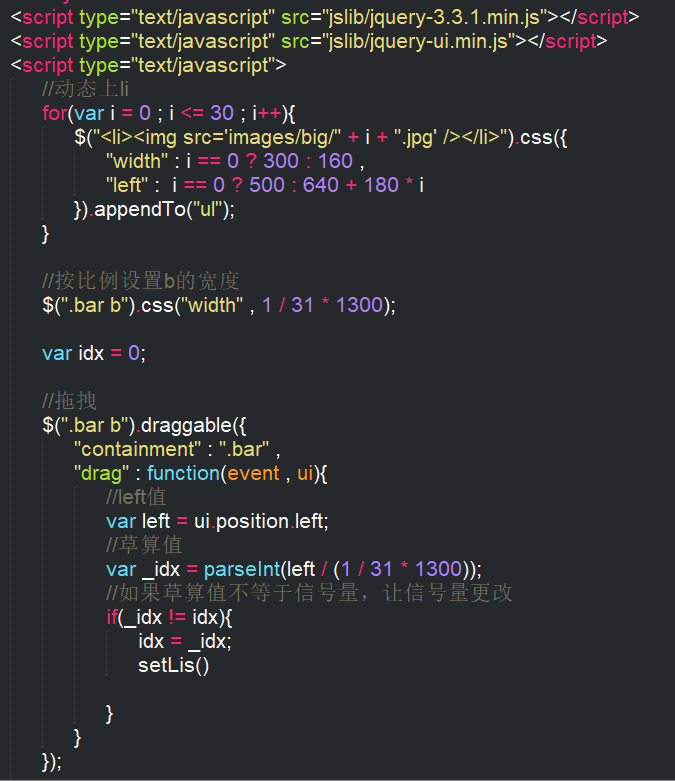 <script type="text/javascript" src="jslib/jquery-3.3.1.min.js"></script>
<script type="text/javascript" src="jslib/jquery-ui.min.js"></script>
<script type="text/javascript">
//动态上li
for(var i = 0 ; i <= 30 ; i++){
$("<li><img src='images/big/" + i + ".jpg' /></li>").css({
"width" : i == 0 ? 300 : 160 ,
"left" :  i == 0 ? 500 : 640 + 180 * i
}).appendTo("ul");
}
//按比例设置b的宽度
$(".bar b").css("width" , 1 / 31 * 1300);
var idx = 0;
//拖拽
$(".bar b").draggable({
"containment" : ".bar" ,
"drag" : function(event , ui){
//left值
var left = ui.position.left;
//草算值
var _idx = parseInt(left / (1 / 31 * 1300));
//如果草算值不等于信号量，让信号量更改
if(_idx != idx){
idx = _idx;
setLis()
}
}
});